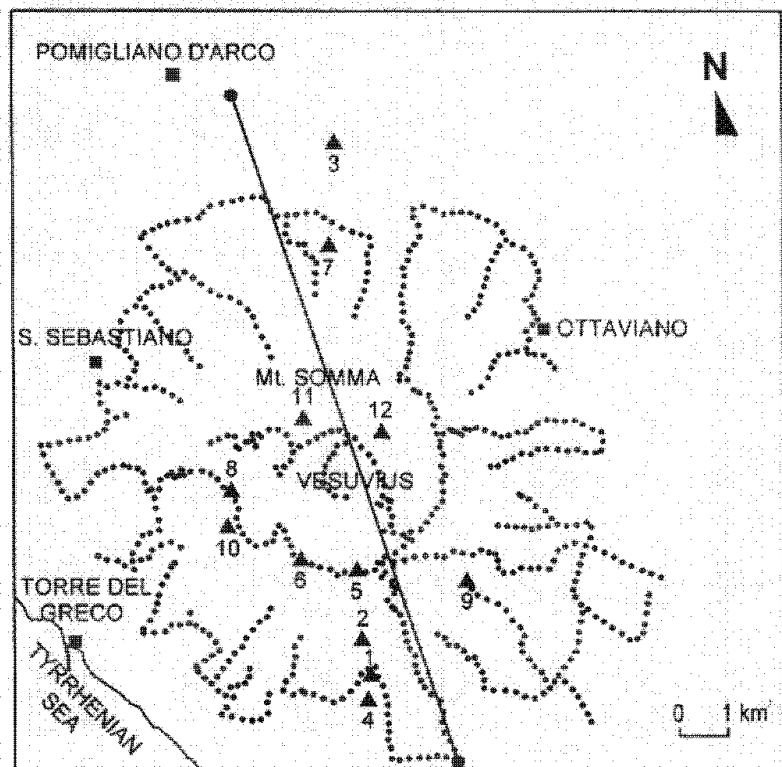 POMIGLIANO D'ARCO
N
3
7
S. SEBASTIANO
OTTAVIANO
Mt. SOMMA
11
12
8
VESUVIUS
10
6
5
9
TORRE DEL
GRECO
2
1
4
TYRRHENIAN
SEA
0 1 km